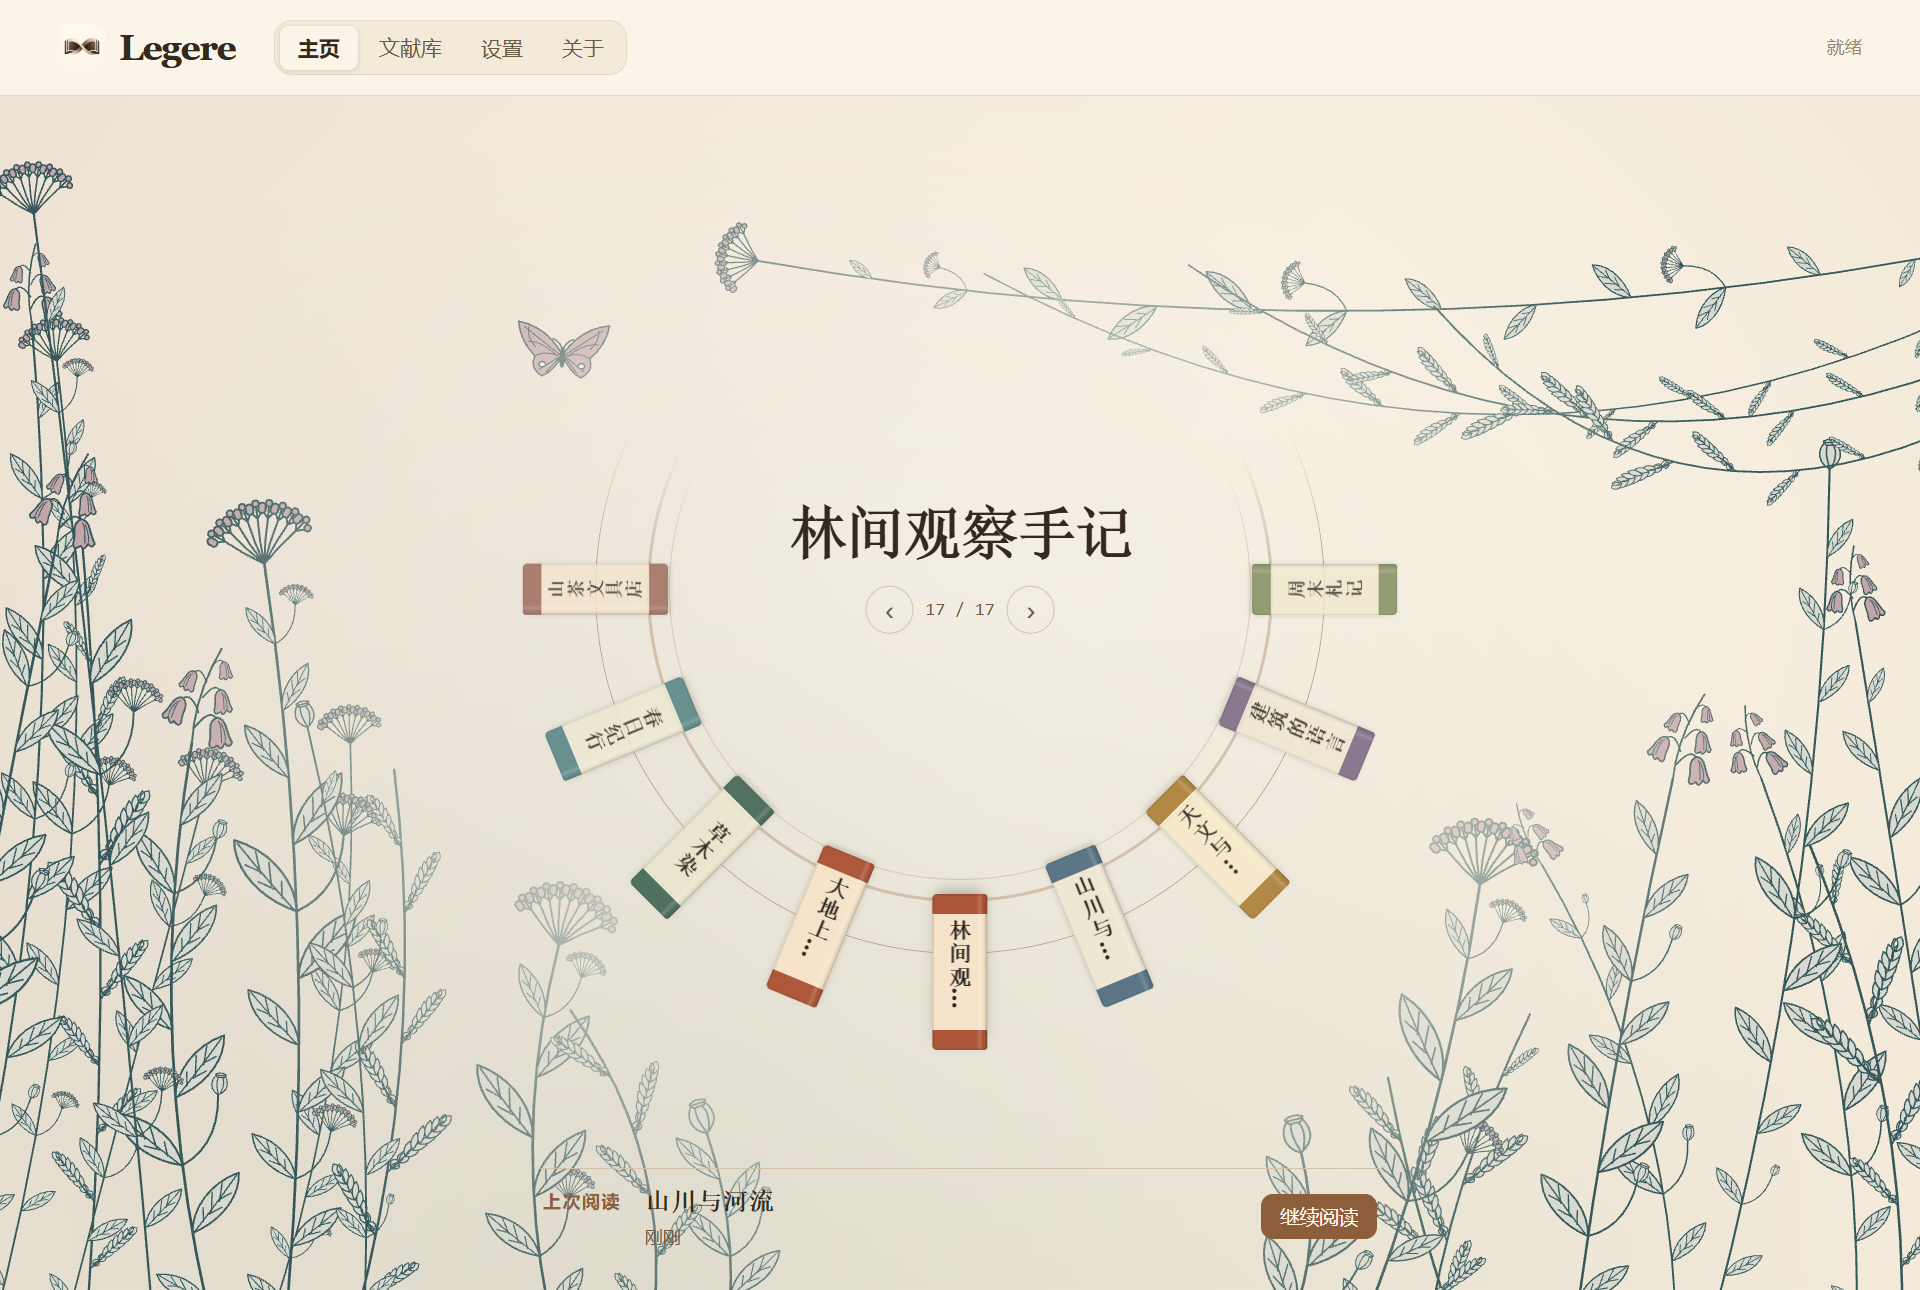 Legere
主页
文献库
设置
关于
就绪
林间观察手记
‹ 17 / 17 ›
山茶文具店
春日纪行
草木染
大地上…
林间观…
山川与…
天文与…
建筑的语言
周末札记
上次阅读
山川与河流
刚刚
继续阅读